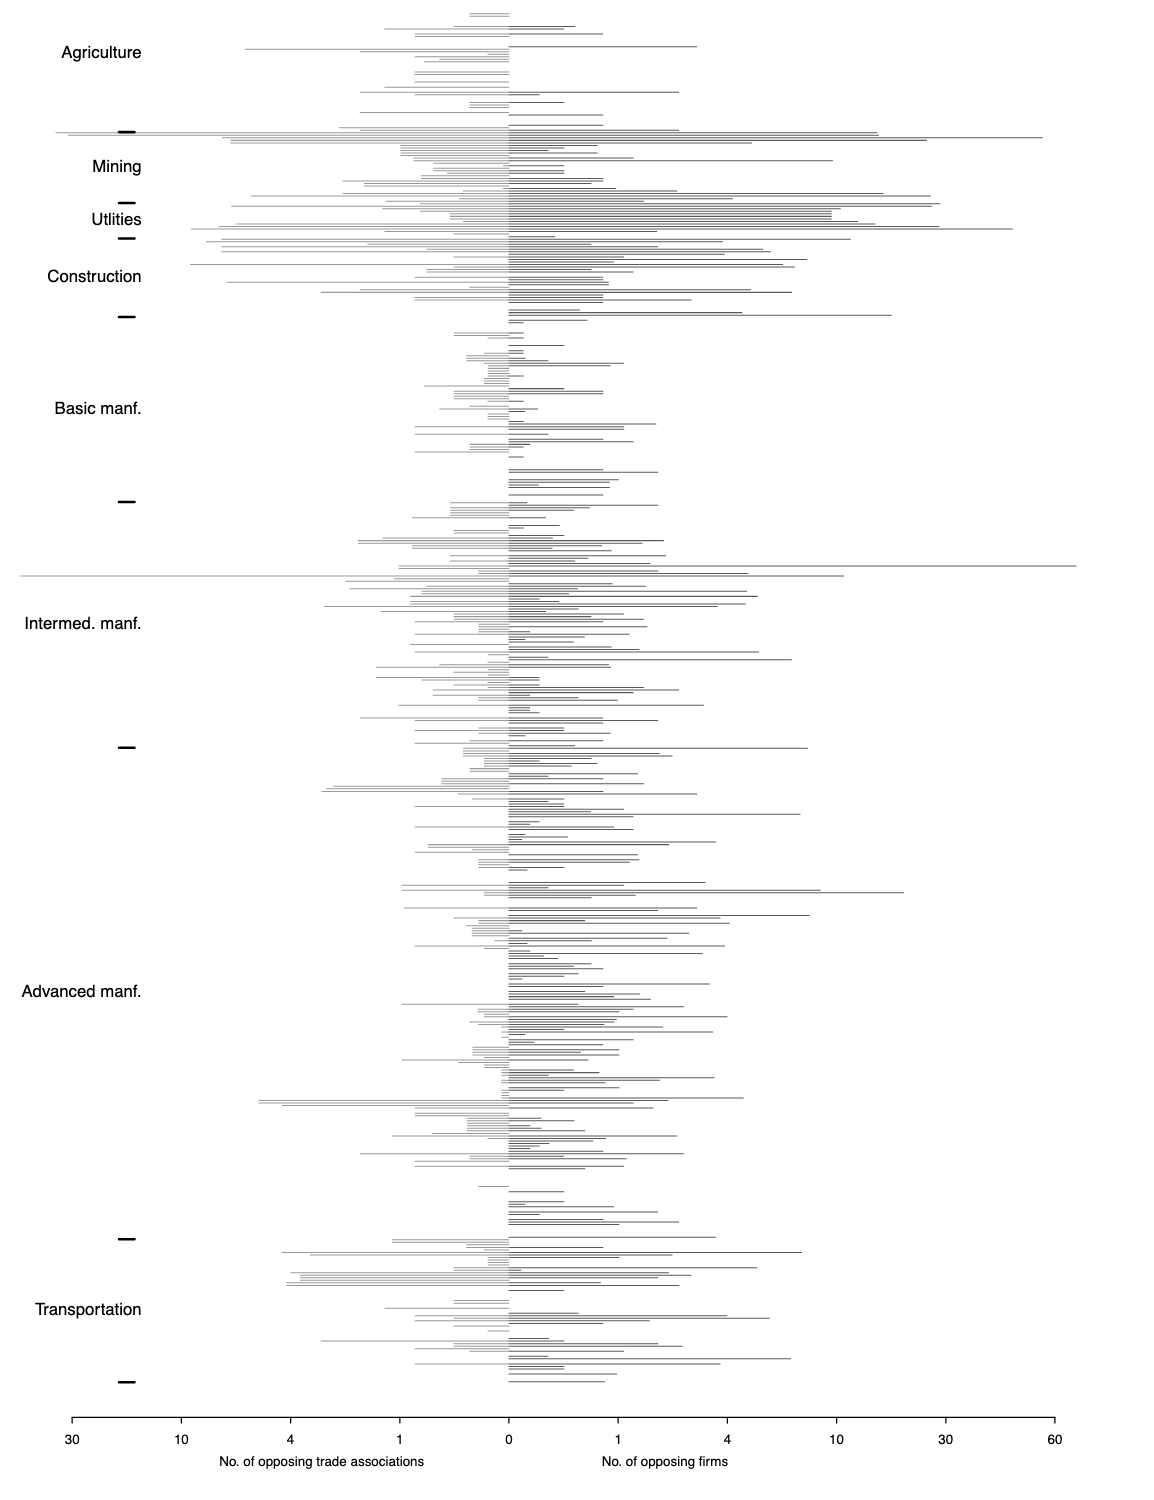 Agriculture
Mining
Utlities
Construction
Basic manf.
Intermed. manf.
Advanced manf.
Transportation
30 10 4 1 0 1 4 10 30 60
No. of opposing trade associations No. of opposing firms